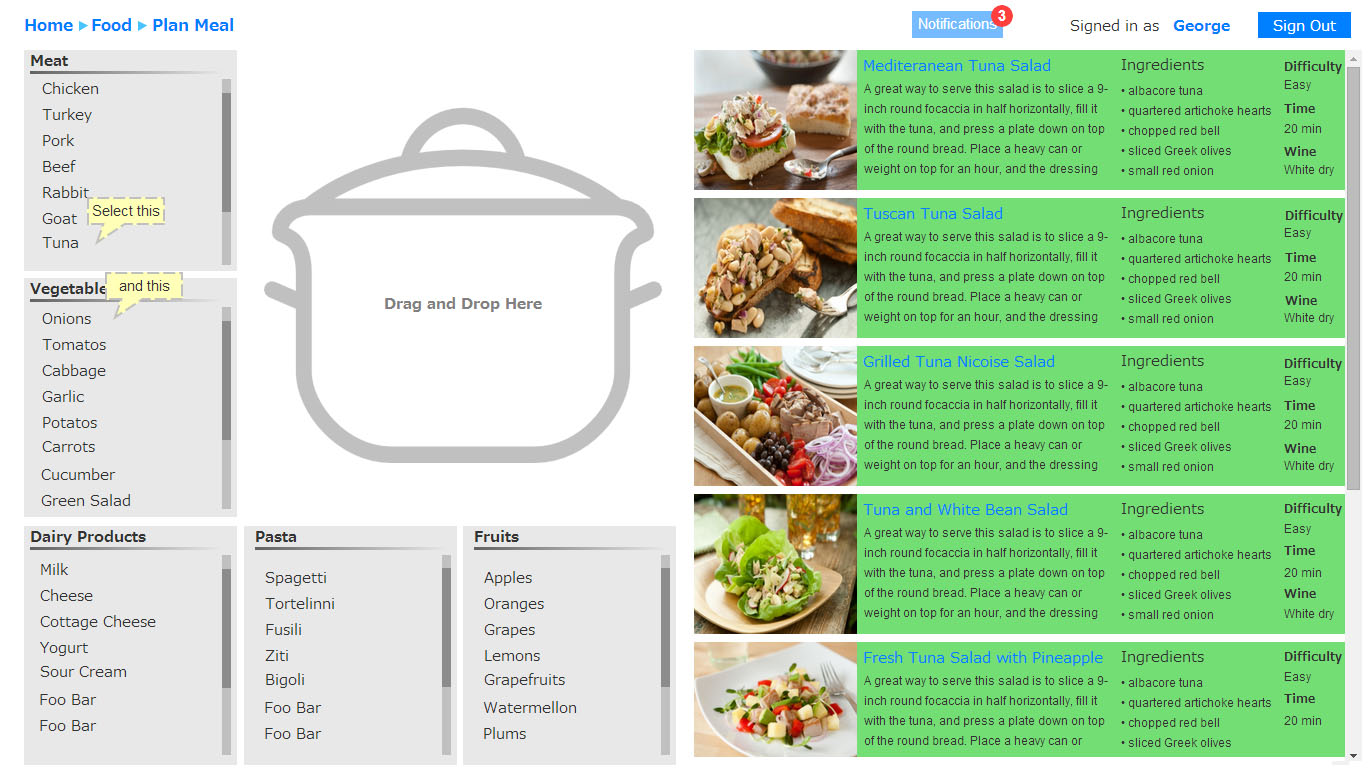 Home Food Plan Meal
Notifications 3
Signed in as George
Sign Out
Meat
Chicken
Turkey
Pork
Beef
Rabbit
Goat
Tuna
Select this
Vegetable
and this
Onions
Tomatos
Cabbage
Garlic
Potatos
Carrots
Cucumber
Green Salad
Drag and Drop Here
Dairy Products
Milk
Cheese
Cottage Cheese
Yogurt
Sour Cream
Foo Bar
Foo Bar
Pasta
Spagetti
Tortelinni
Fusili
Ziti
Bigoli
Foo Bar
Foo Bar
Fruits
Apples
Oranges
Grapes
Lemons
Grapefruits
Watermellon
Plums
Mediteranean Tuna Salad
A great way to serve this salad is to slice a 9-
inch round focaccia in half horizontally, fill it
with the tuna, and press a plate down on top
of the round bread. Place a heavy can or
weight on top for an hour, and the dressing
Ingredients
• albacore tuna
• quartered artichoke hearts
• chopped red bell
• sliced Greek olives
• small red onion
Difficulty
Easy
Time
20 min
Wine
White dry
Tuscan Tuna Salad
A great way to serve this salad is to slice a 9-
inch round focaccia in half horizontally, fill it
with the tuna, and press a plate down on top
of the round bread. Place a heavy can or
weight on top for an hour, and the dressing
Ingredients
• albacore tuna
• quartered artichoke hearts
• chopped red bell
• sliced Greek olives
• small red onion
Difficulty
Easy
Time
20 min
Wine
White dry
Grilled Tuna Nicoise Salad
A great way to serve this salad is to slice a 9-
inch round focaccia in half horizontally, fill it
with the tuna, and press a plate down on top
of the round bread. Place a heavy can or
weight on top for an hour, and the dressing
Ingredients
• albacore tuna
• quartered artichoke hearts
• chopped red bell
• sliced Greek olives
• small red onion
Difficulty
Easy
Time
20 min
Wine
White dry
Tuna and White Bean Salad
A great way to serve this salad is to slice a 9-
inch round focaccia in half horizontally, fill it
with the tuna, and press a plate down on top
of the round bread. Place a heavy can or
weight on top for an hour, and the dressing
Ingredients
• albacore tuna
• quartered artichoke hearts
• chopped red bell
• sliced Greek olives
• small red onion
Difficulty
Easy
Time
20 min
Wine
White dry
Fresh Tuna Salad with Pineapple
A great way to serve this salad is to slice a 9-
inch round focaccia in half horizontally, fill it
with the tuna, and press a plate down on top
of the round bread. Place a heavy can or
Ingredients
• albacore tuna
• quartered artichoke hearts
• chopped red bell
• sliced Greek olives
Difficulty
Easy
Time
20 min